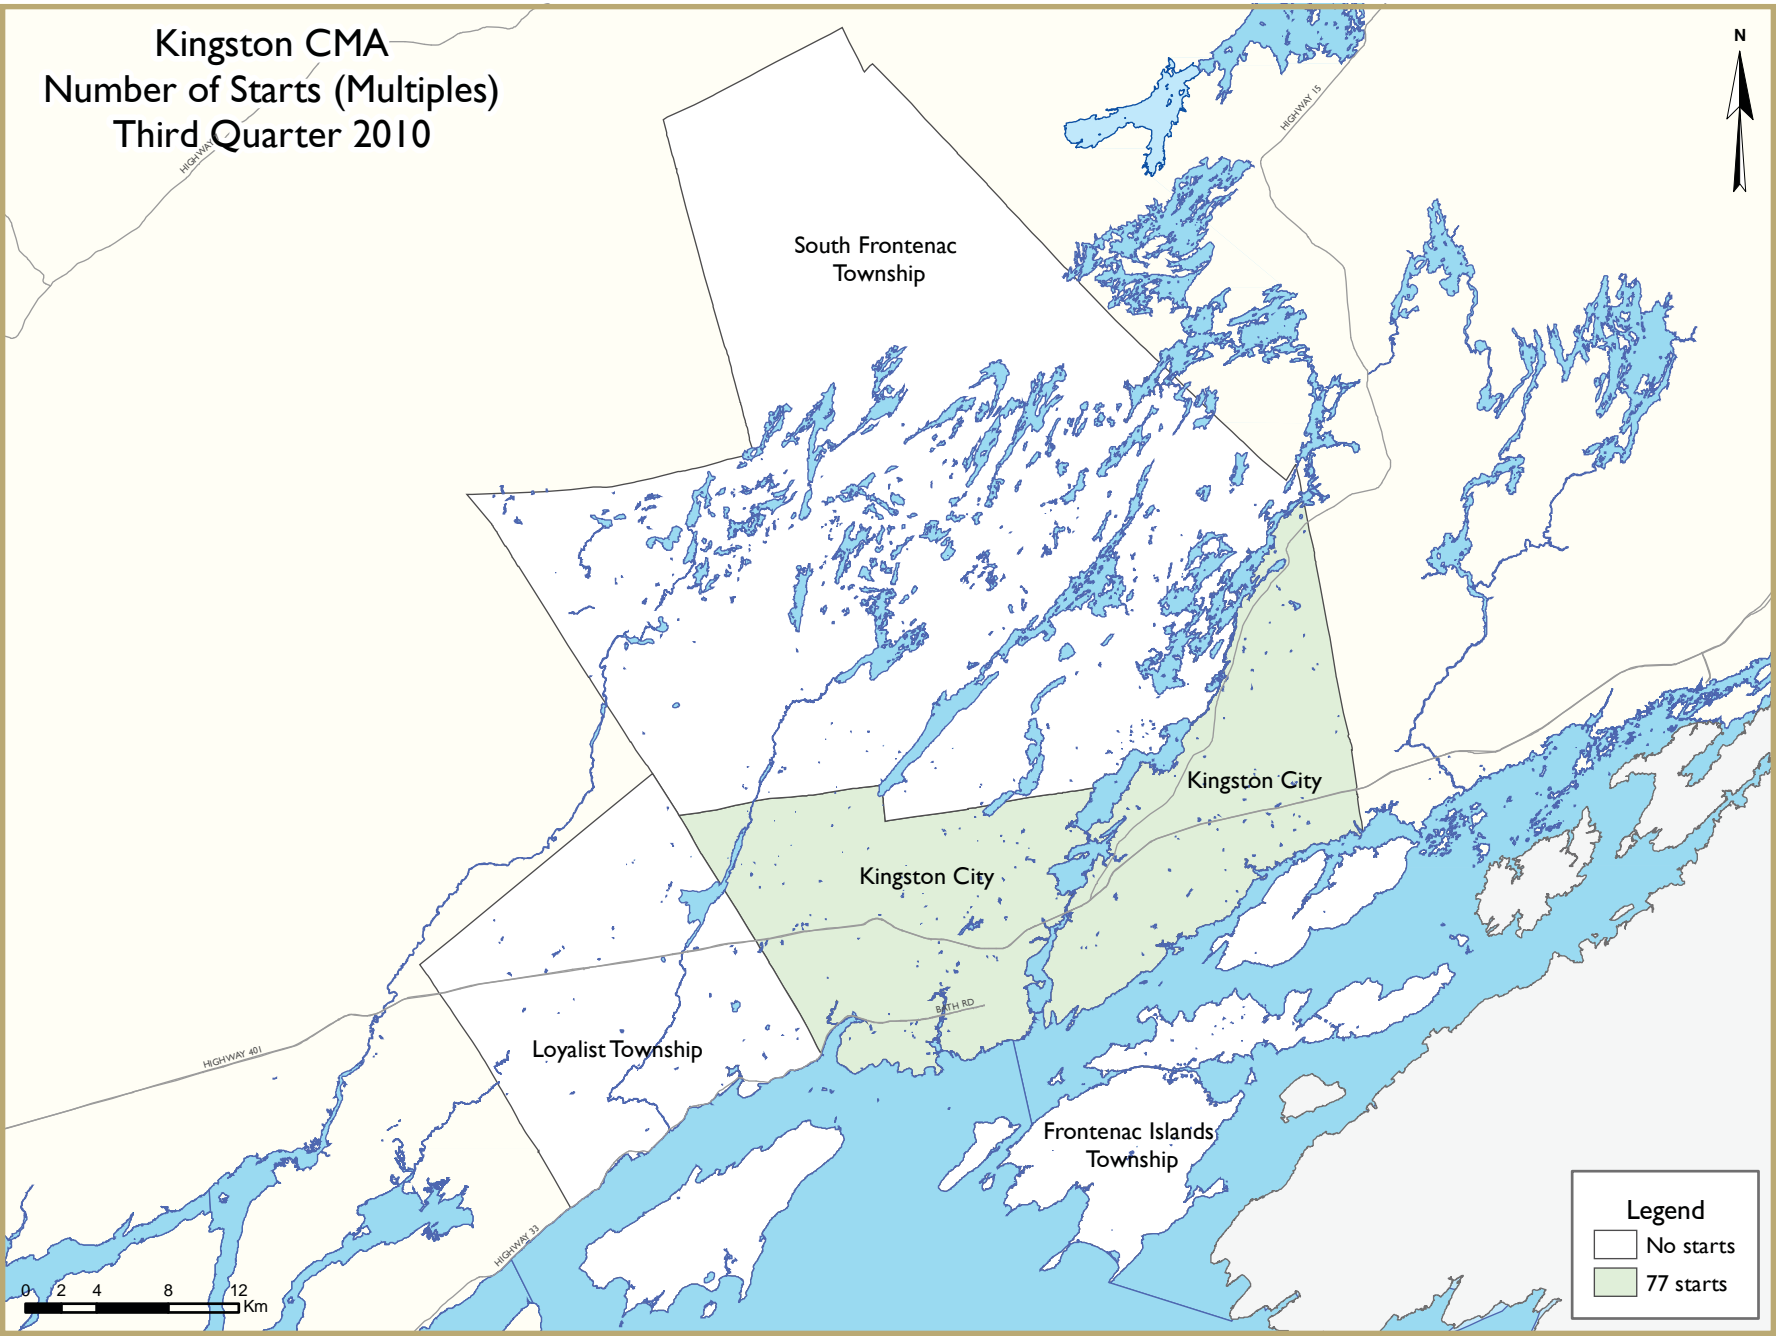 Kingston CMA
Number of Starts (Multiples)
Third Quarter 2010
N
HIGHWAY
HIGHWAY 15
South Frontenac
Township
Kingston City
Kingston City
BATH RD
HIGHWAY 401
Loyalist Township
Frontenac Islands
Township
HIGHWAY 33
Legend
No starts
77 starts
0 2 4 8 12
Km